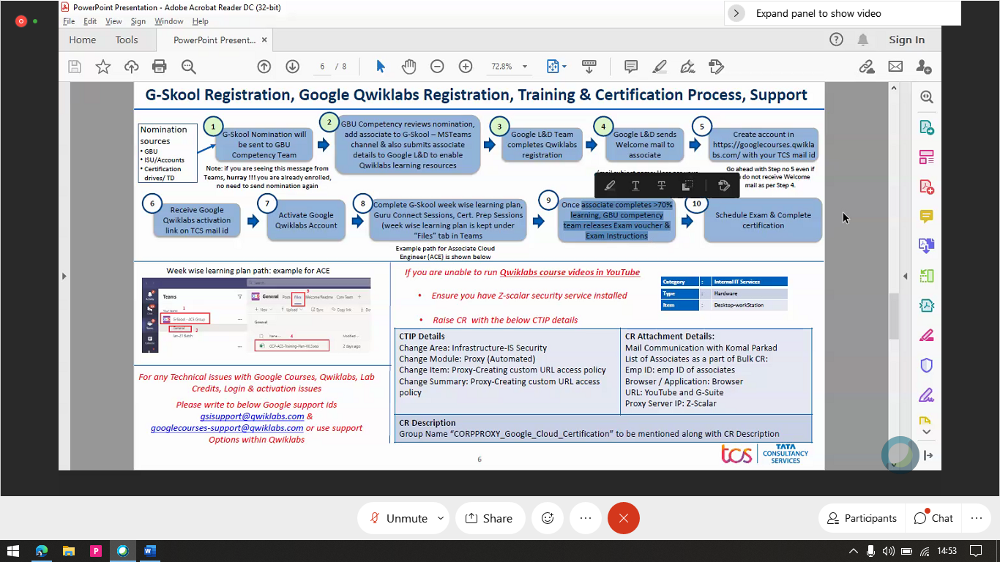 PowerPoint Presentation - Adobe Acrobat Reader DC (32-bit)
Expand panel to show video
File Edit View Sign Window Help
Home Tools PowerPoint Present... ×
Sign In
6 / 8
72.8%
G-Skool Registration, Google Qwiklabs Registration, Training & Certification Process, Support
Nomination
sources
• GBU
• ISU/Accounts
• Certification
drives/ TD
1
G-Skool Nomination will
be sent to GBU
Competency Team
Note: if you are seeing this message from
Teams, hurray !!! you are already enrolled,
no need to send nomination again
2
GBU Competency reviews nomination,
add associate to G-Skool – MSTeams
channel & also submits associate
details to Google L&D to enable
Qwiklabs learning resources
3
Google L&D Team
completes Qwiklabs
registration
4
Google L&D sends
Welcome mail to
associate
5
Create account in
https://googlecourses.qwikla
bs.com/ with your TCS mail id
Go ahead with Step no 5 even if
do not receive Welcome
mail as per Step 4.
6
Receive Google
Qwiklabs activation
link on TCS mail id
7
Activate Google
Qwiklabs Account
8
Complete G-Skool week wise learning plan,
Guru Connect Sessions, Cert. Prep Sessions
(week wise learning plan is kept under
“Files” tab in Teams
Example path for Associate Cloud
Engineer (ACE) is shown below
9
Once associate completes >70%
learning, GBU competency
team releases Exam voucher &
Exam Instructions
10
Schedule Exam & Complete
certification
Week wise learning plan path: example for ACE
Teams
1
G-Skool - ACE Group
General
2
Jan-21 Batch
Search
3
General Posts Files Welcome/Readme Core Team
+ New Upload Sync Copy link
General
4
Name Modified
GCP-ACE-Training-Plan-V0.3.xlsx 2 days ago
For any Technical issues with Google Courses, Qwiklabs, Lab
Credits, Login & activation issues
Please write to below Google support ids
gsisupport@qwiklabs.com &
googlecourses-support@qwiklabs.com or use support
Options within Qwiklabs
If you are unable to run Qwiklabs course videos in YouTube
• Ensure you have Z-scalar security service installed
• Raise CR with the below CTIP details
Category : Internal IT Services
Type : Hardware
Item : Desktop-workStation
CTIP Details
Change Area: Infrastructure-IS Security
Change Module: Proxy (Automated)
Change Item: Proxy-Creating custom URL access policy
Change Summary: Proxy-Creating custom URL access
policy
CR Attachment Details:
Mail Communication with Komal Parkad
List of Associates as a part of Bulk CR:
Emp ID: emp ID of associates
Browser / Application: Browser
URL: YouTube and G-Suite
Proxy Server IP: Z-Scalar
CR Description
Group Name “CORPPROXY_Google_Cloud_Certification” to be mentioned along with CR Description
6
tcs TATA
CONSULTANCY
SERVICES
Unmute
Share
Participants
Chat
14:53